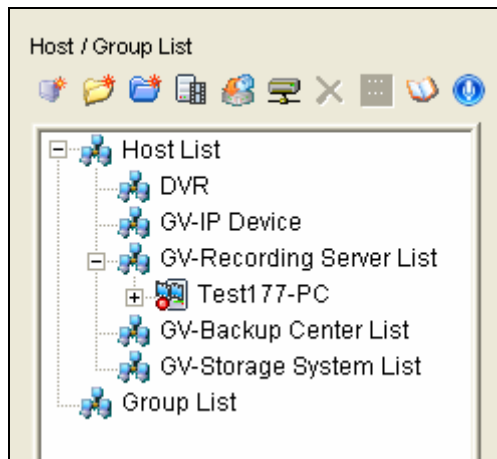 Host / Group List
Host List
DVR
GV-IP Device
GV-Recording Server List
Test177-PC
GV-Backup Center List
GV-Storage System List
Group List